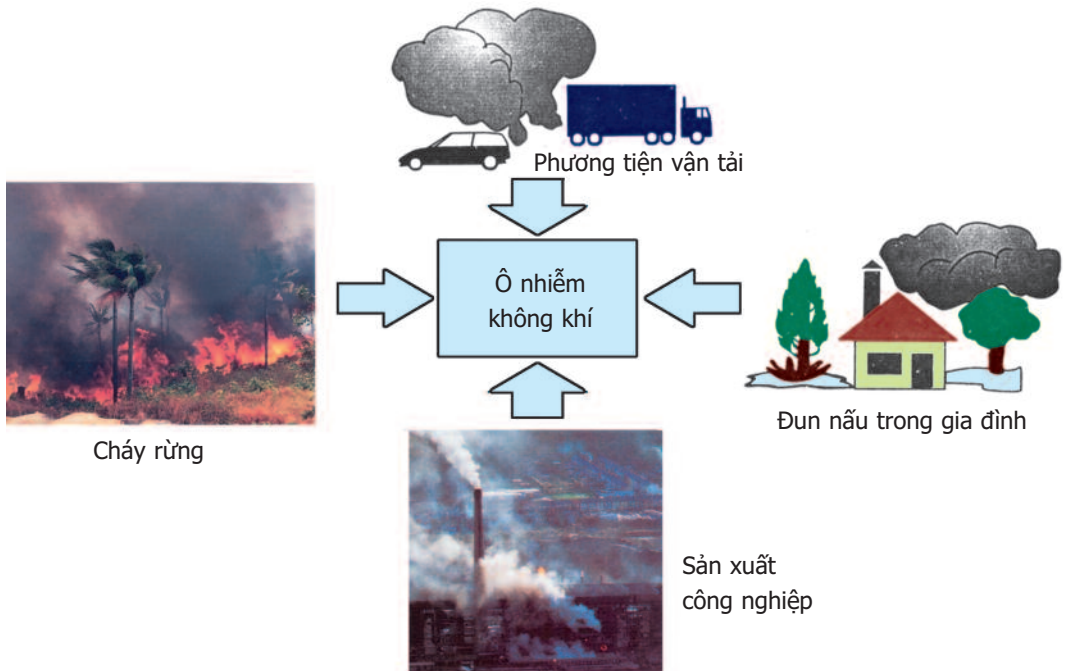 Phương tiện vận tải
Ô nhiễm
không khí
Cháy rừng
Đun nấu trong gia đình
Sản xuất
công nghiệp